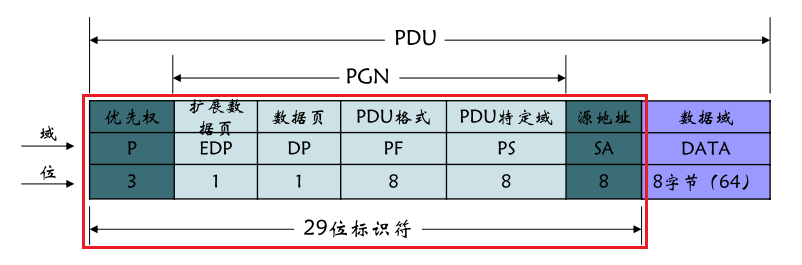 PDU
PGN
优先权 扩展数据页 数据页 PDU格式 PDU特定域 源地址 数据域
域 P EDP DP PF PS SA DATA
位 3 1 1 8 8 8 8字节（64）
29位标识符